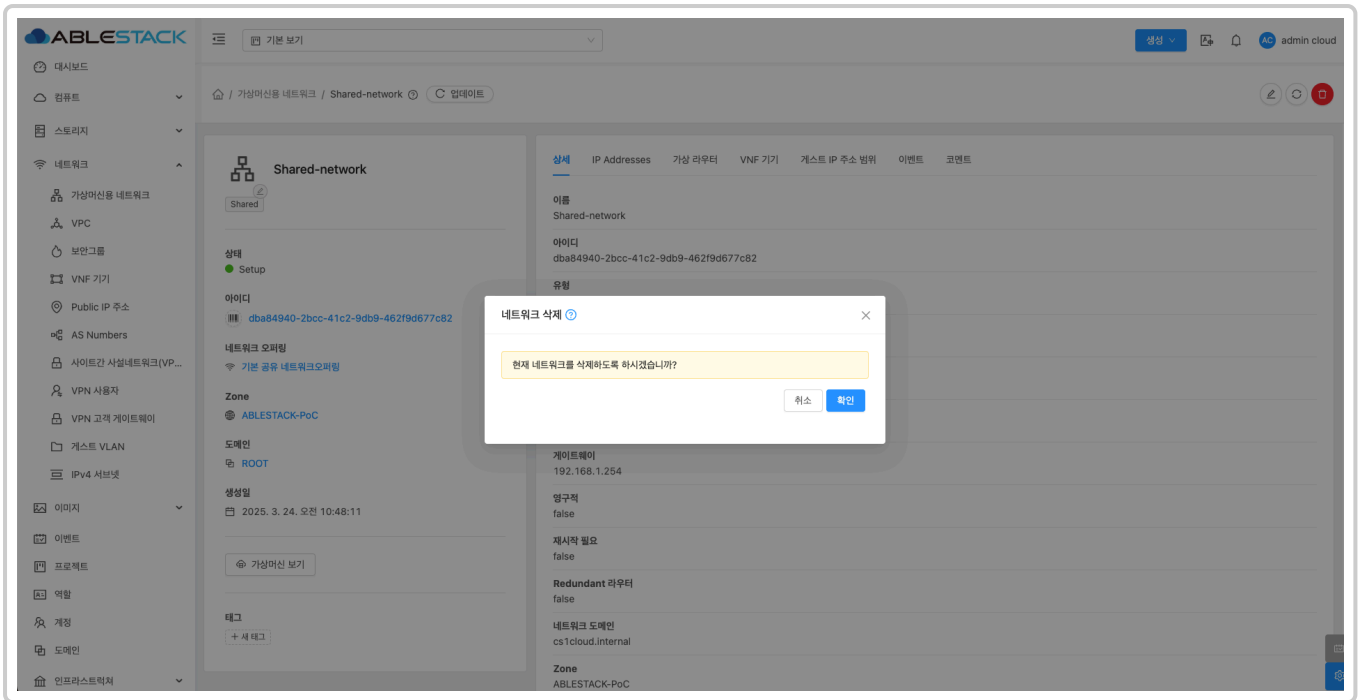 ABLESTACK
기본 보기
생성
AC admin cloud
대시보드
컴퓨트
스토리지
네트워크
가상머신용 네트워크
VPC
보안그룹
VNF 기기
Public IP 주소
AS Numbers
사이트간 사설네트워크(VP...
VPN 사용자
VPN 고객 게이트웨이
게스트 VLAN
IPv4 서브넷
이미지
이벤트
프로젝트
역할
계정
도메인
인프라스트럭쳐
/ 가상머신용 네트워크 / Shared-network 업데이트
Shared-network
Shared
상태
Setup
아이디
dba84940-2bcc-41c2-9db9-462f9d677c82
네트워크 오퍼링
기본 공유 네트워크오퍼링
Zone
ABLESTACK-PoC
도메인
ROOT
생성일
2025. 3. 24. 오전 10:48:11
가상머신 보기
태그
+ 새 태그
상세 IP Addresses 가상 라우터 VNF 기기 게스트 IP 주소 범위 이벤트 코멘트
이름
Shared-network
아이디
dba84940-2bcc-41c2-9db9-462f9d677c82
유형
네트워크 삭제
현재 네트워크를 삭제하도록 하시겠습니까?
취소 확인
게이트웨이
192.168.1.254
영구적
false
재시작 필요
false
Redundant 라우터
false
네트워크 도메인
cs1cloud.internal
Zone
ABLESTACK-PoC